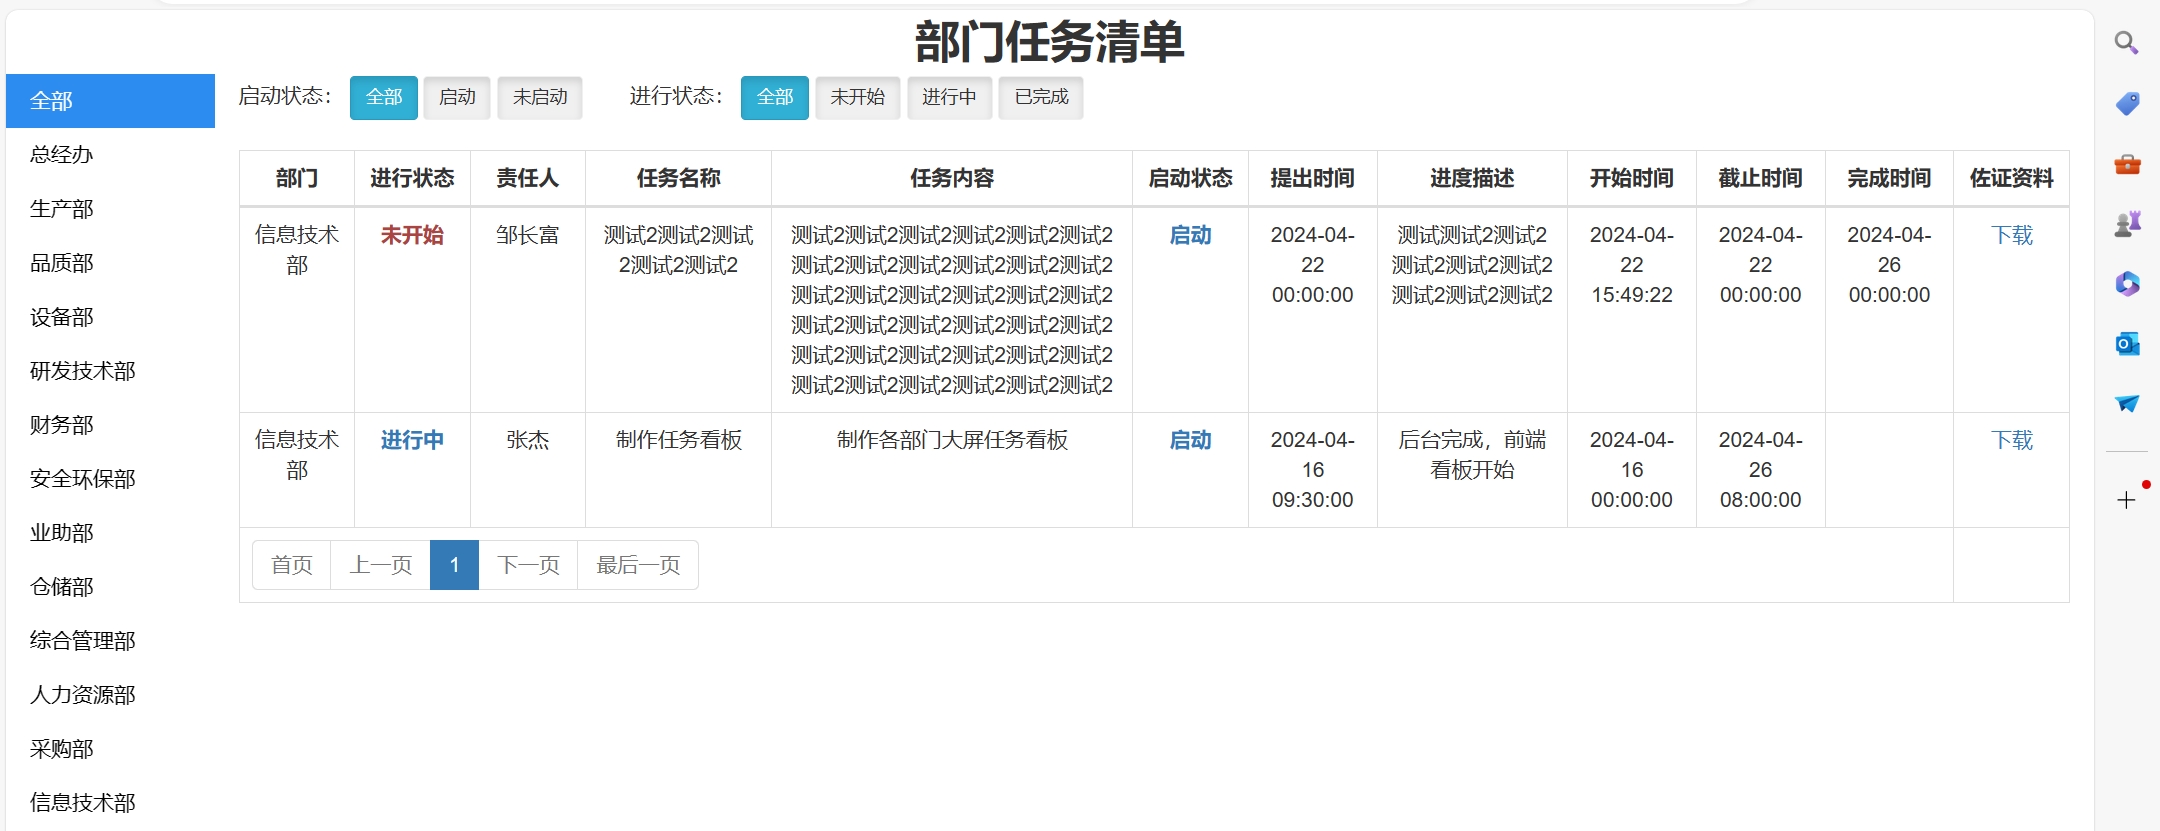 部门任务清单
全部
总经办
生产部
品质部
设备部
研发技术部
财务部
安全环保部
业助部
仓储部
综合管理部
人力资源部
采购部
信息技术部
启动状态： 全部 启动 未启动 进行状态： 全部 未开始 进行中 已完成
部门 进行状态 责任人 任务名称 任务内容 启动状态 提出时间 进度描述 开始时间 截止时间 完成时间 佐证资料
信息技术
部
未开始
邹长富
测试2测试2测试
2测试2测试2
测试2测试2测试2测试2测试2测试2
测试2测试2测试2测试2测试2测试2
测试2测试2测试2测试2测试2测试2
测试2测试2测试2测试2测试2测试2
测试2测试2测试2测试2测试2测试2
测试2测试2测试2测试2测试2测试2
启动
2024-04-
22
00:00:00
测试测试2测试2
测试2测试2测试2
测试2测试2测试2
2024-04-
22
15:49:22
2024-04-
22
00:00:00
2024-04-
26
00:00:00
下载
信息技术
部
进行中
张杰
制作任务看板
制作各部门大屏任务看板
启动
2024-04-
16
09:30:00
后台完成，前端
看板开始
2024-04-
16
00:00:00
2024-04-
26
08:00:00
下载
首页 上一页 1 下一页 最后一页